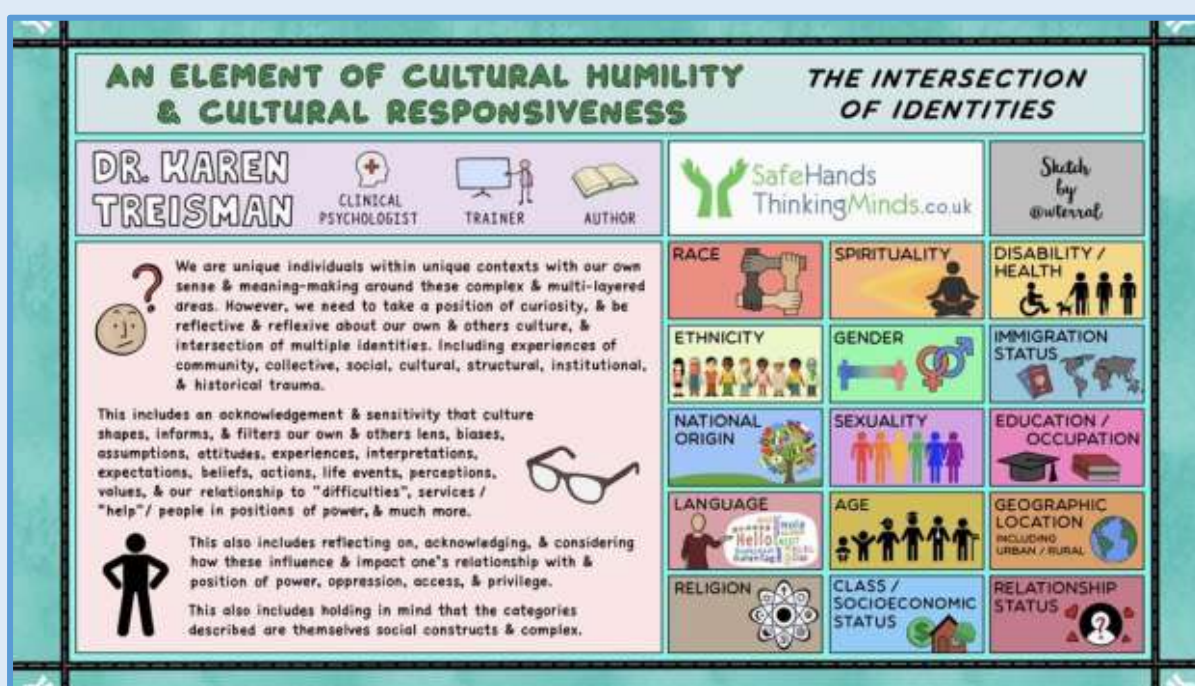 AN ELEMENT OF CULTURAL HUMILITY
& CULTURAL RESPONSIVENESS
THE INTERSECTION
OF IDENTITIES
DR. KAREN
TREISMAN
CLINICAL
PSYCHOLOGIST
TRAINER
AUTHOR
SafeHands
ThinkingMinds.co.uk
Sketch
by
@wterral
We are unique individuals within unique contexts with our own
sense & meaning-making around these complex & multi-layered
areas. However, we need to take a position of curiosity, & be
reflective & reflexive about our own & others culture, &
intersection of multiple identities. Including experiences of
community, collective, social, cultural, structural, institutional,
& historical trauma.
This includes an acknowledgement & sensitivity that culture
shapes, informs, & filters our own & others lens, biases,
assumptions, attitudes, experiences, interpretations,
expectations, beliefs, actions, life events, perceptions,
values, & our relationship to "difficulties", services /
"help"/ people in positions of power, & much more.
This also includes reflecting on, acknowledging, & considering
how these influence & impact one's relationship with &
position of power, oppression, access, & privilege.
This also includes holding in mind that the categories
described are themselves social constructs & complex.
RACE
SPIRITUALITY
DISABILITY /
HEALTH
ETHNICITY
GENDER
IMMIGRATION
STATUS
NATIONAL
ORIGIN
SEXUALITY
EDUCATION /
OCCUPATION
LANGUAGE
Hello
AGE
GEOGRAPHIC
LOCATION
INCLUDING
URBAN / RURAL
RELIGION
CLASS /
SOCIOECONOMIC
STATUS
RELATIONSHIP
STATUS